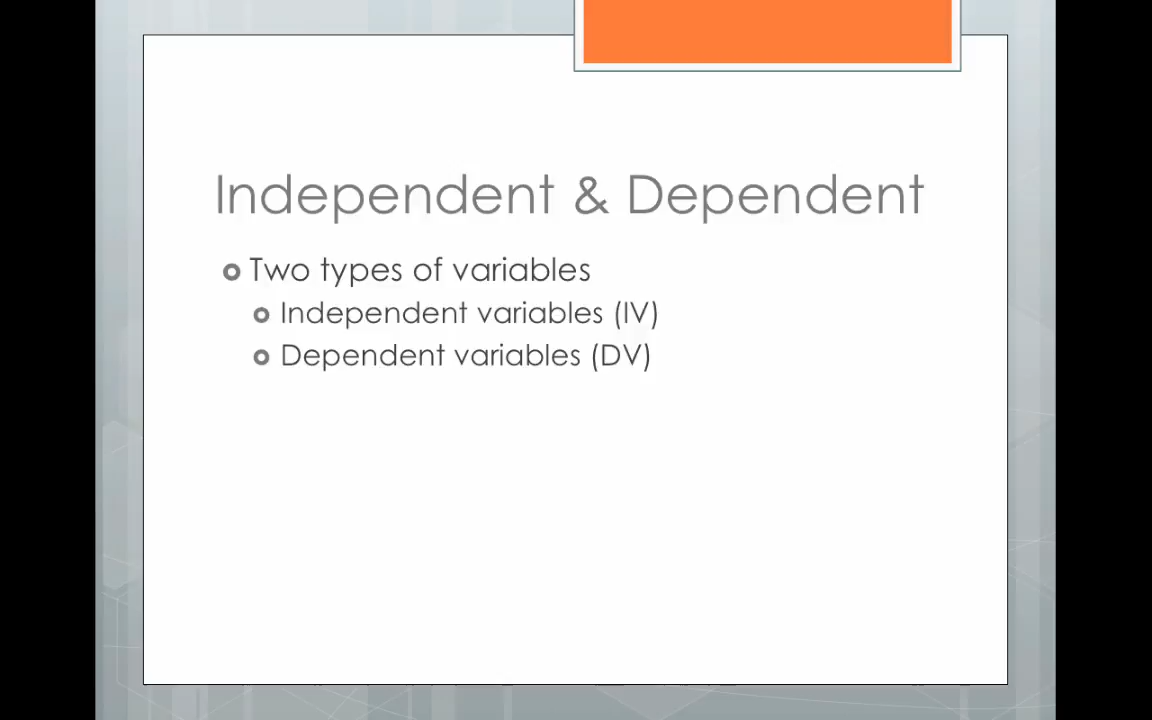 Independent & Dependent
Two types of variables
Independent variables (IV)
Dependent variables (DV)